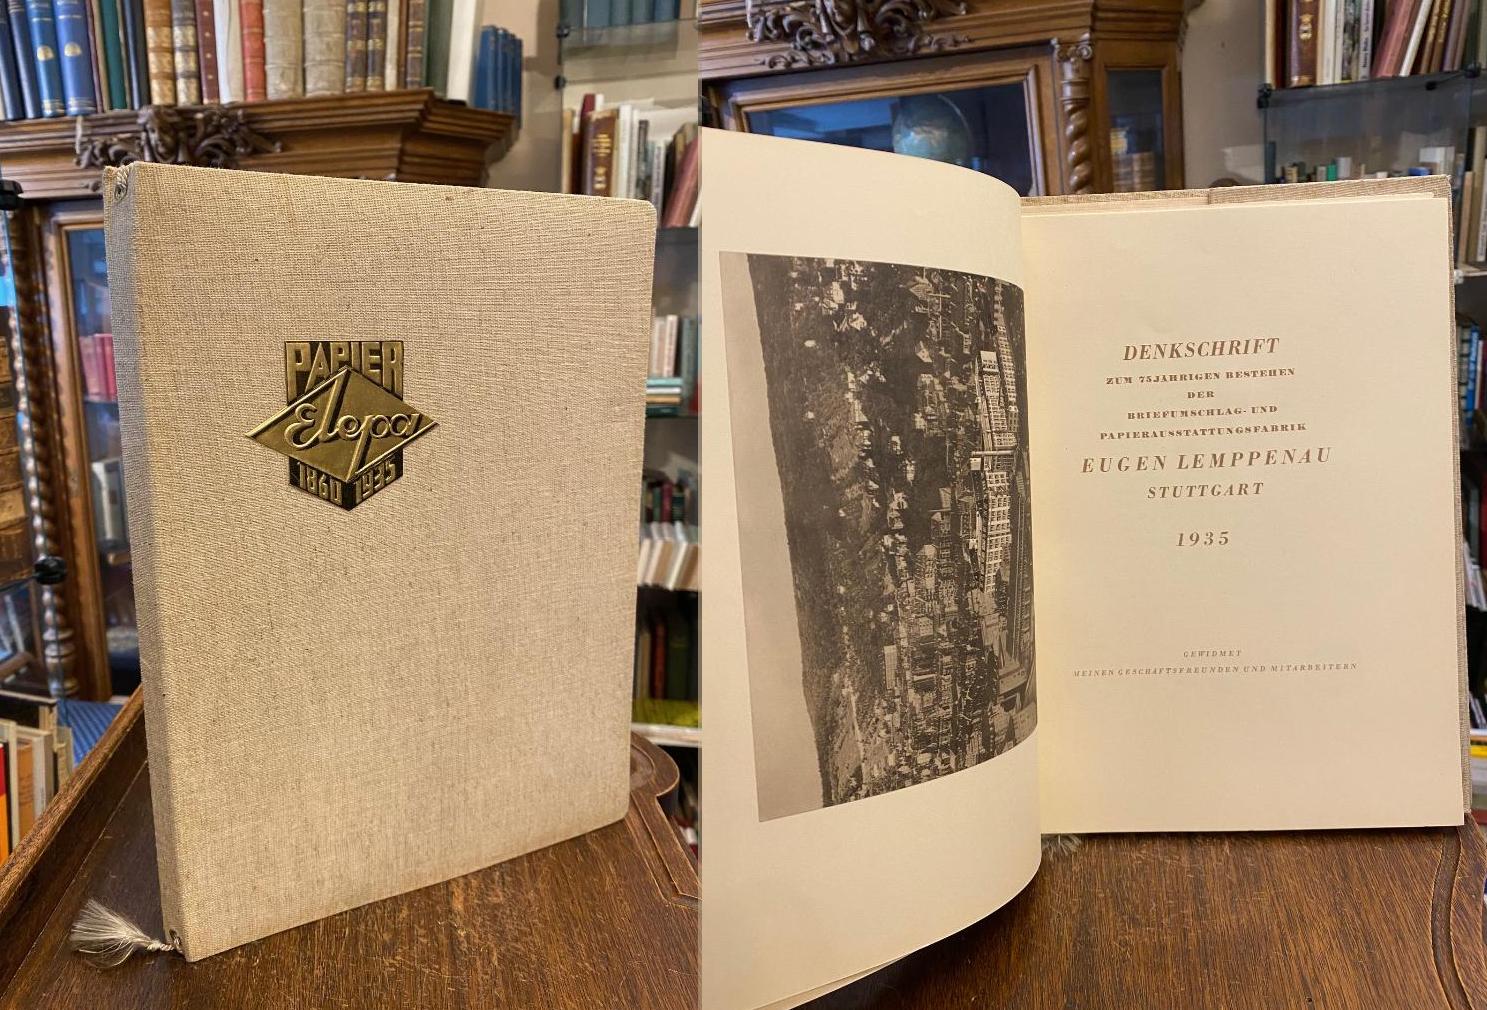 PAPIER
Elepa
1860 1935
DENKSCHRIFT
ZUM 75JÄHRIGEN BESTEHEN
DER
BRIEFUMSCHLAG- UND
PAPIERAUSSTATTUNGSFABRIK
EUGEN LEMPPENAU
STUTTGART
1935
GEWIDMET
MEINEN GESCHÄFTSFREUNDEN UND MITARBEITERN